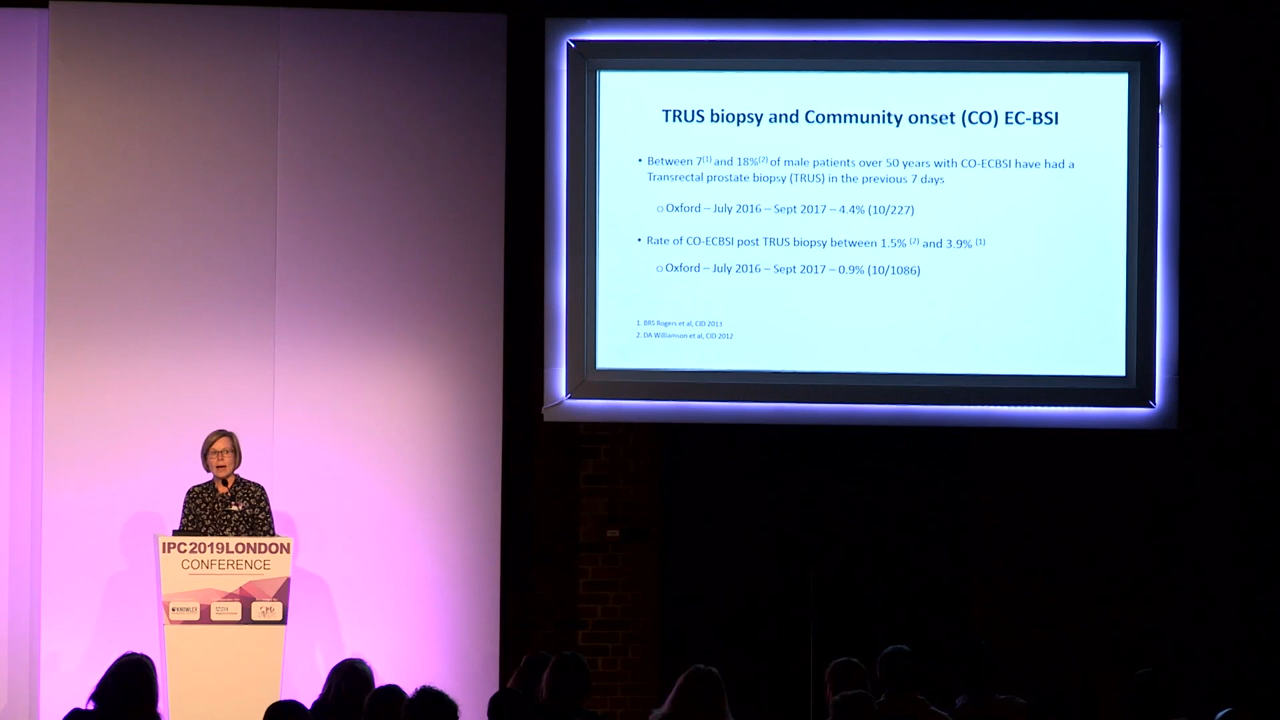 TRUS biopsy and Community onset (CO) EC-BSI
• Between 7(1) and 18%(2) of male patients over 50 years with CO-ECBSI have had a
Transrectal prostate biopsy (TRUS) in the previous 7 days
o Oxford – July 2016 – Sept 2017 – 4.4% (10/227)
• Rate of CO-ECBSI post TRUS biopsy between 1.5% (2) and 3.9% (1)
o Oxford – July 2016 – Sept 2017 – 0.9% (10/1086)
1. BRS Rogers et al, CID 2013
2. DA Williamson et al, CID 2012
IPC2019LONDON
CONFERENCE
KNOWLEX